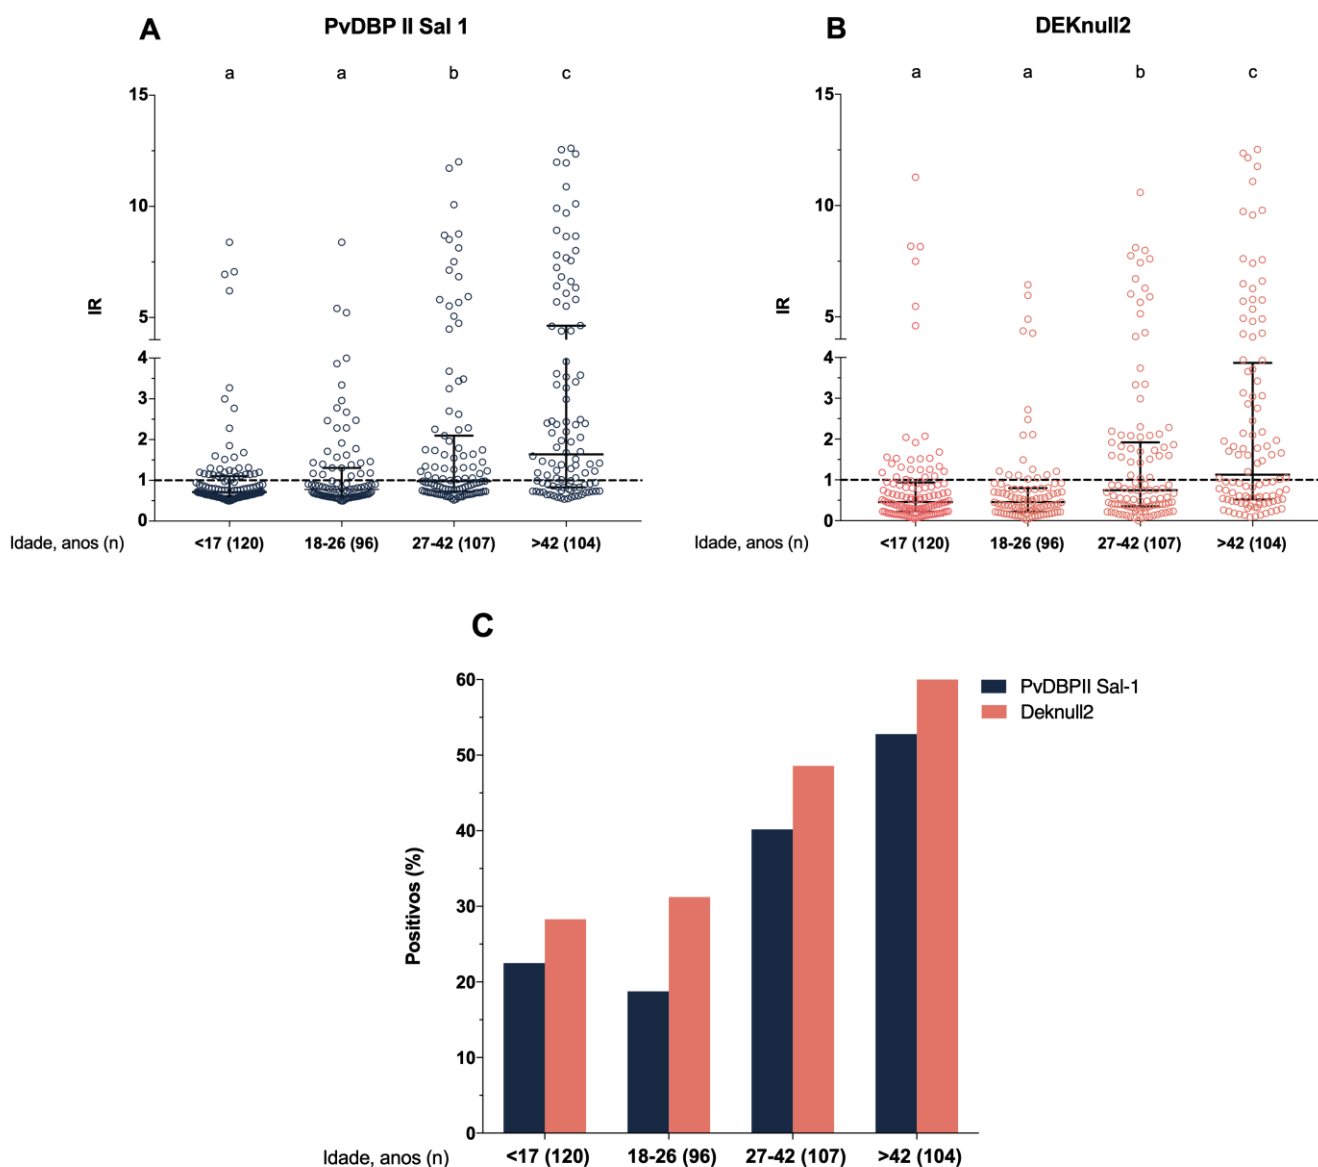 A
PvDBP II Sal 1
a a b c
15
10
5
4
3
2
1
0
IR
Idade, anos (n)
<17 (120) 18-26 (96) 27-42 (107) >42 (104)
B
DEKnull2
a a b c
15
10
5
4
3
2
1
0
IR
Idade, anos (n)
<17 (120) 18-26 (96) 27-42 (107) >42 (104)
C
60
50
40
30
20
10
0
Positivos (%)
PvDBPII Sal-1
Deknull2
Idade, anos (n)
<17 (120) 18-26 (96) 27-42 (107) >42 (104)